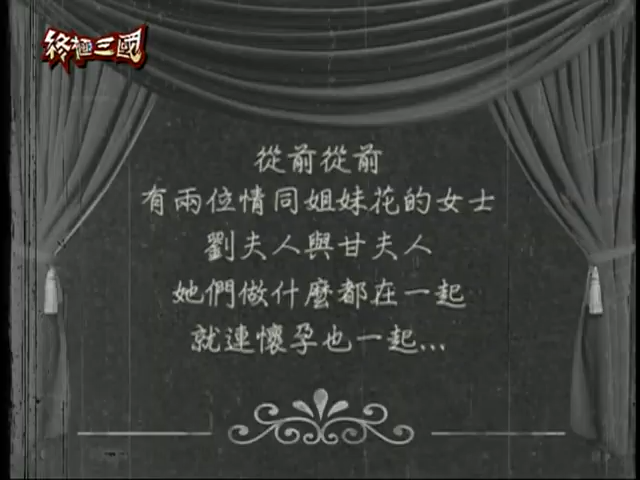 終極三國
從前從前
有兩位情同姐妹花的女士
劉夫人與甘夫人
她們做什麼都在一起
就連懷孕也一起...